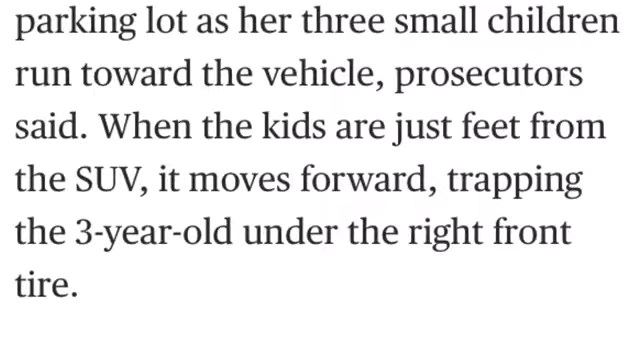 parking lot as her three small children
run toward the vehicle, prosecutors
said. When the kids are just feet from
the SUV, it moves forward, trapping
the 3-year-old under the right front
tire.